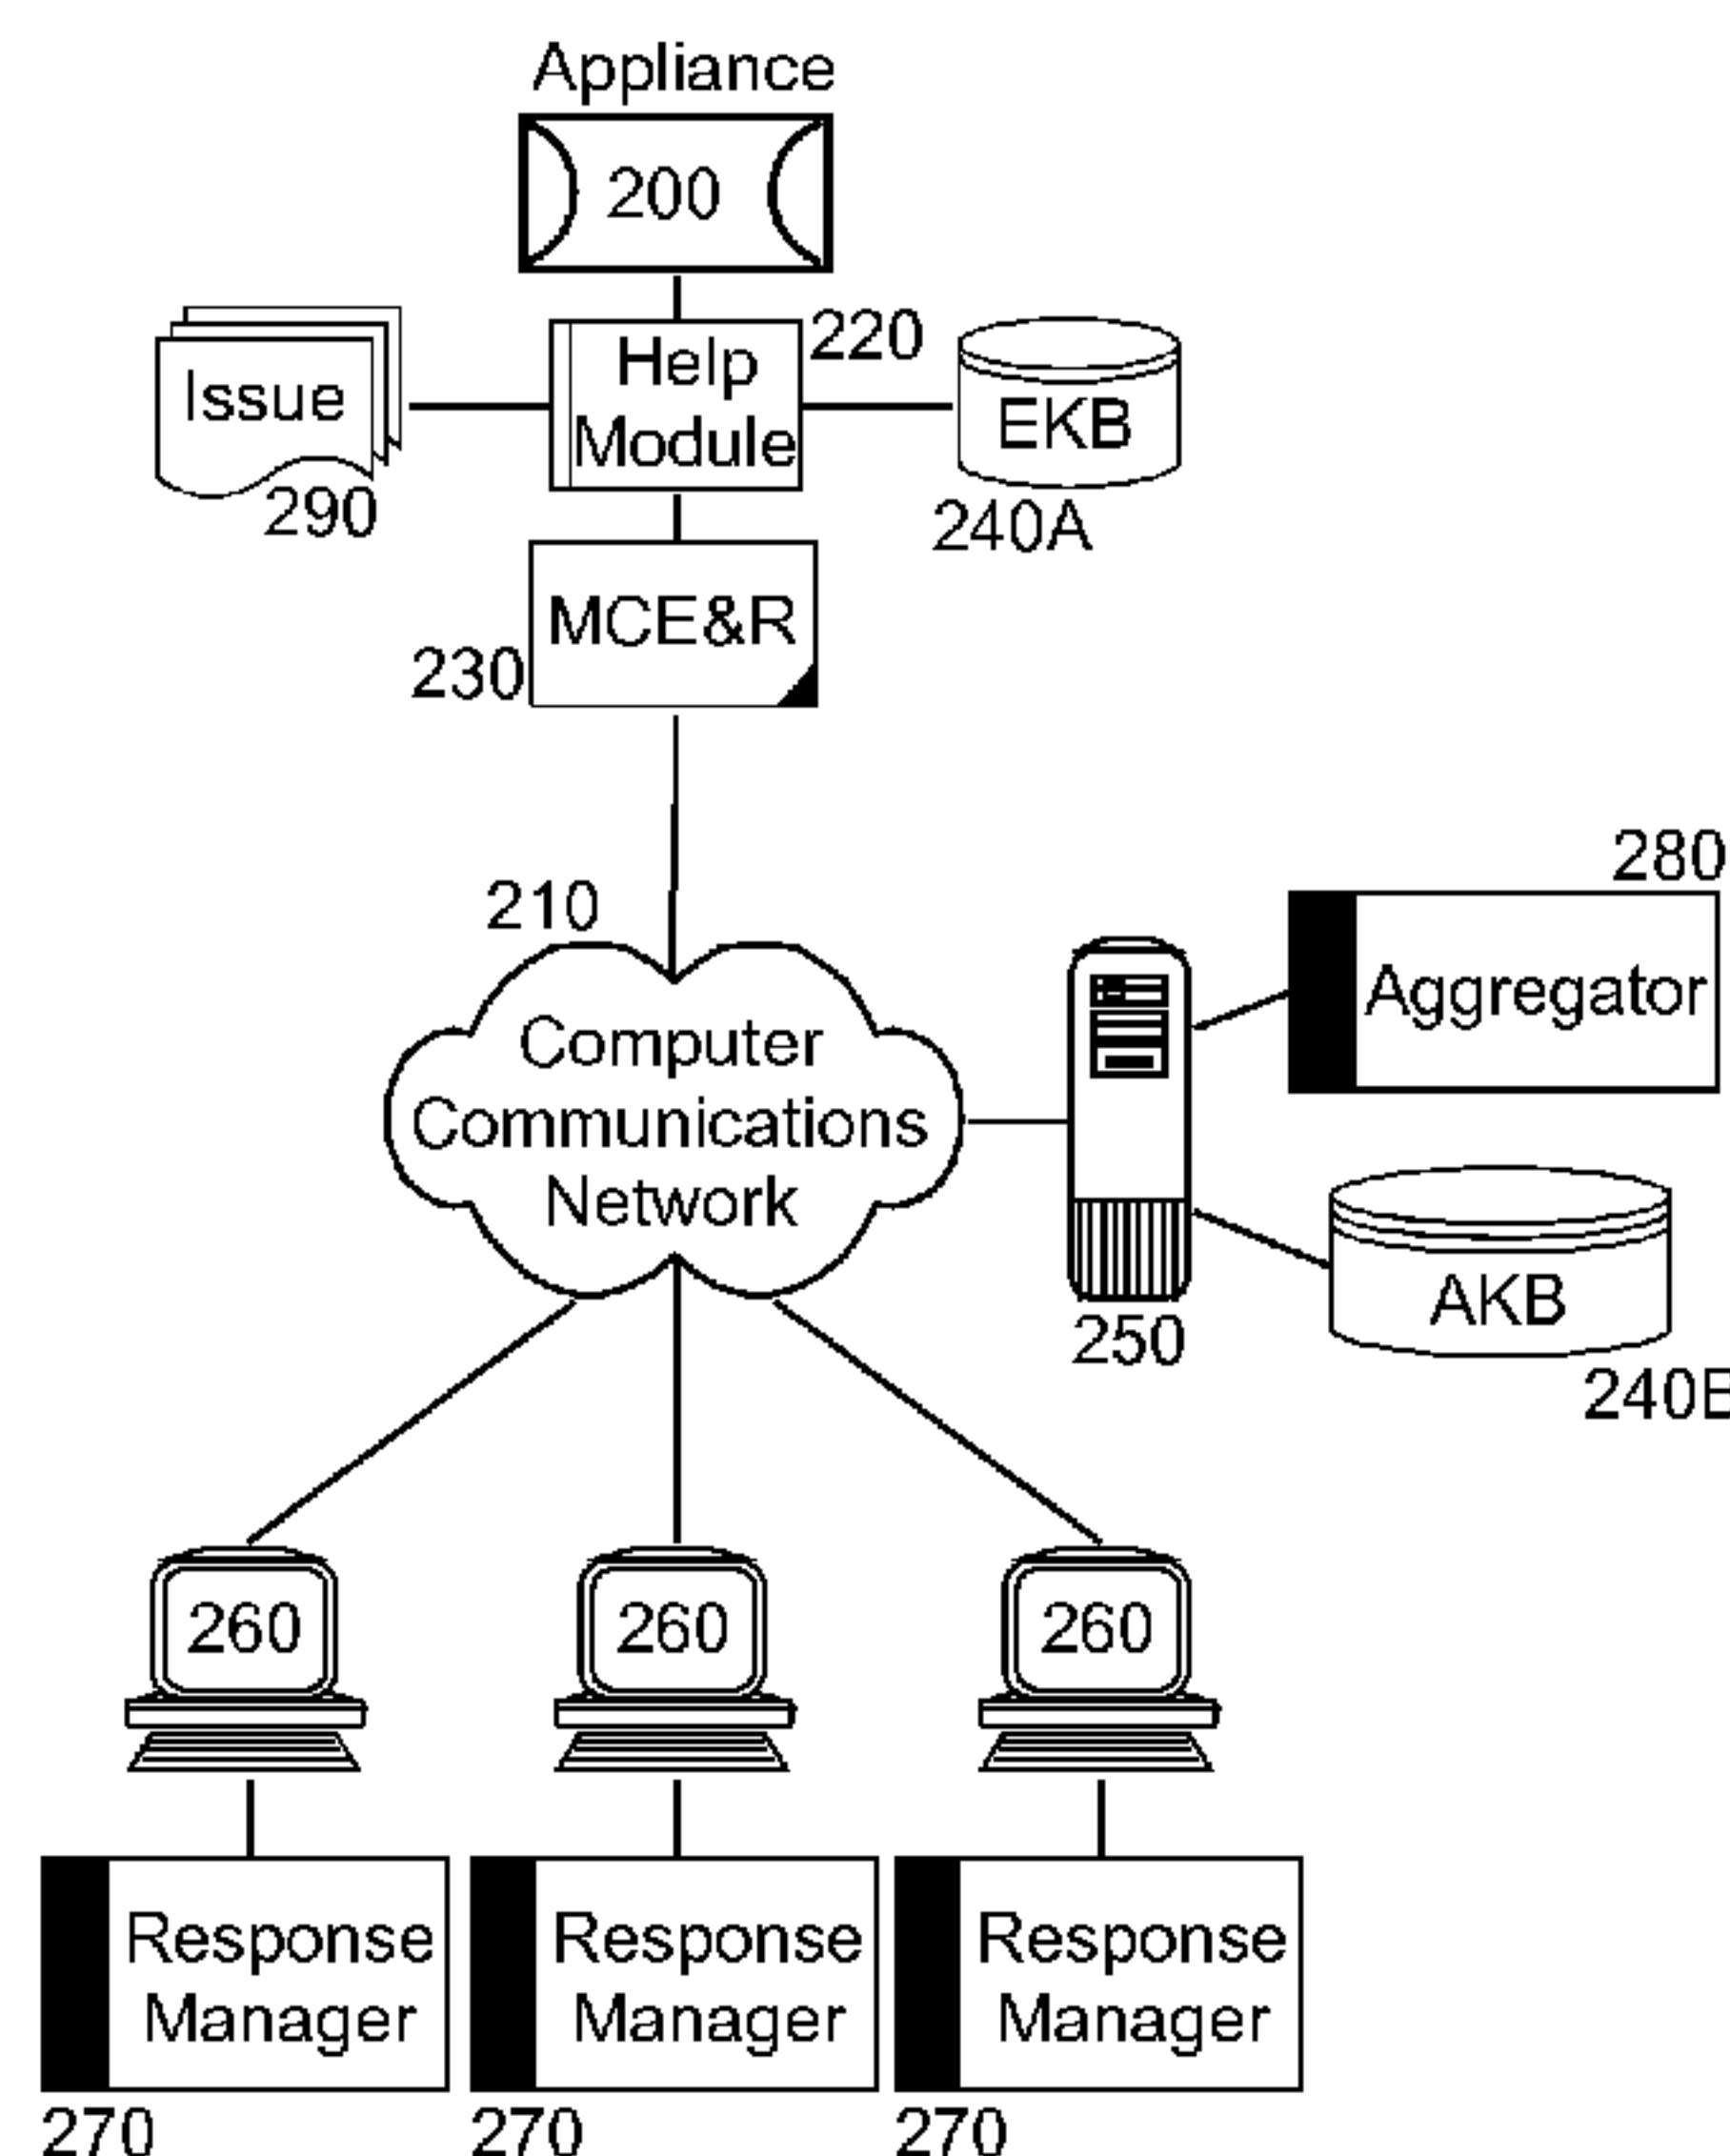 Appliance
200
Issue
290
Help
Module
220
EKB
240A
MCE&R
230
210
Computer
Communications
Network
250
280
Aggregator
AKB
240B
260
260
260
Response
Manager
270
Response
Manager
270
Response
Manager
270